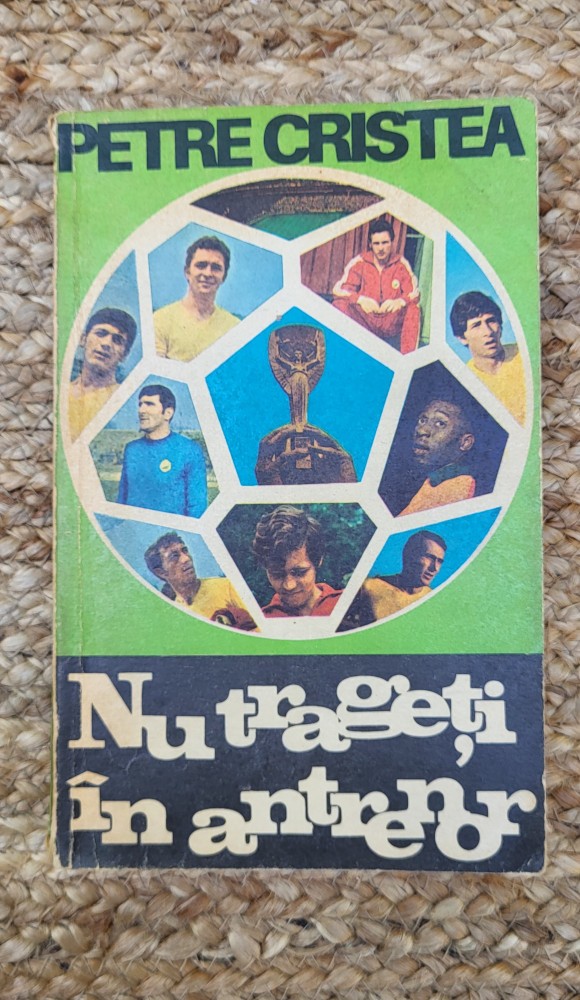 PETRE CRISTEA
Nu trageți
în antrenor